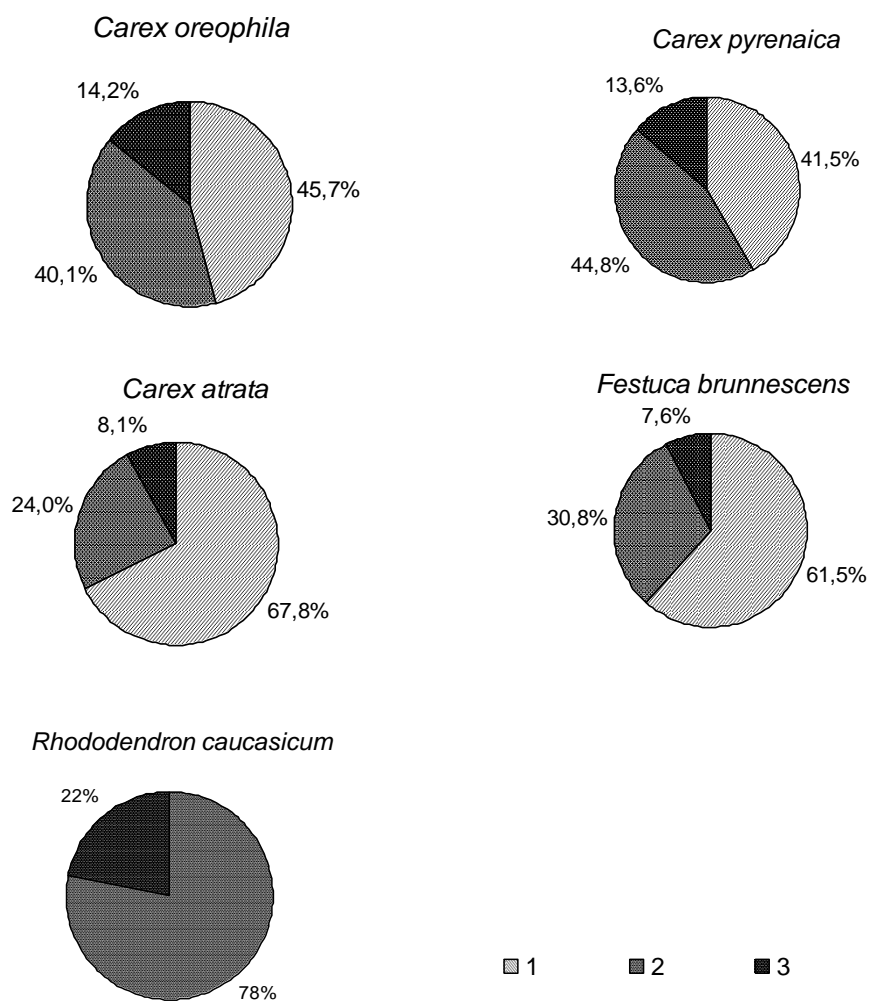 Carex oreophila
14,2%
45,7%
40,1%
Carex pyrenaica
13,6%
41,5%
44,8%
Carex atrata
8,1%
24,0%
67,8%
Festuca brunnescens
7,6%
30,8%
61,5%
Rhododendron caucasicum
22%
78%
1 2 3